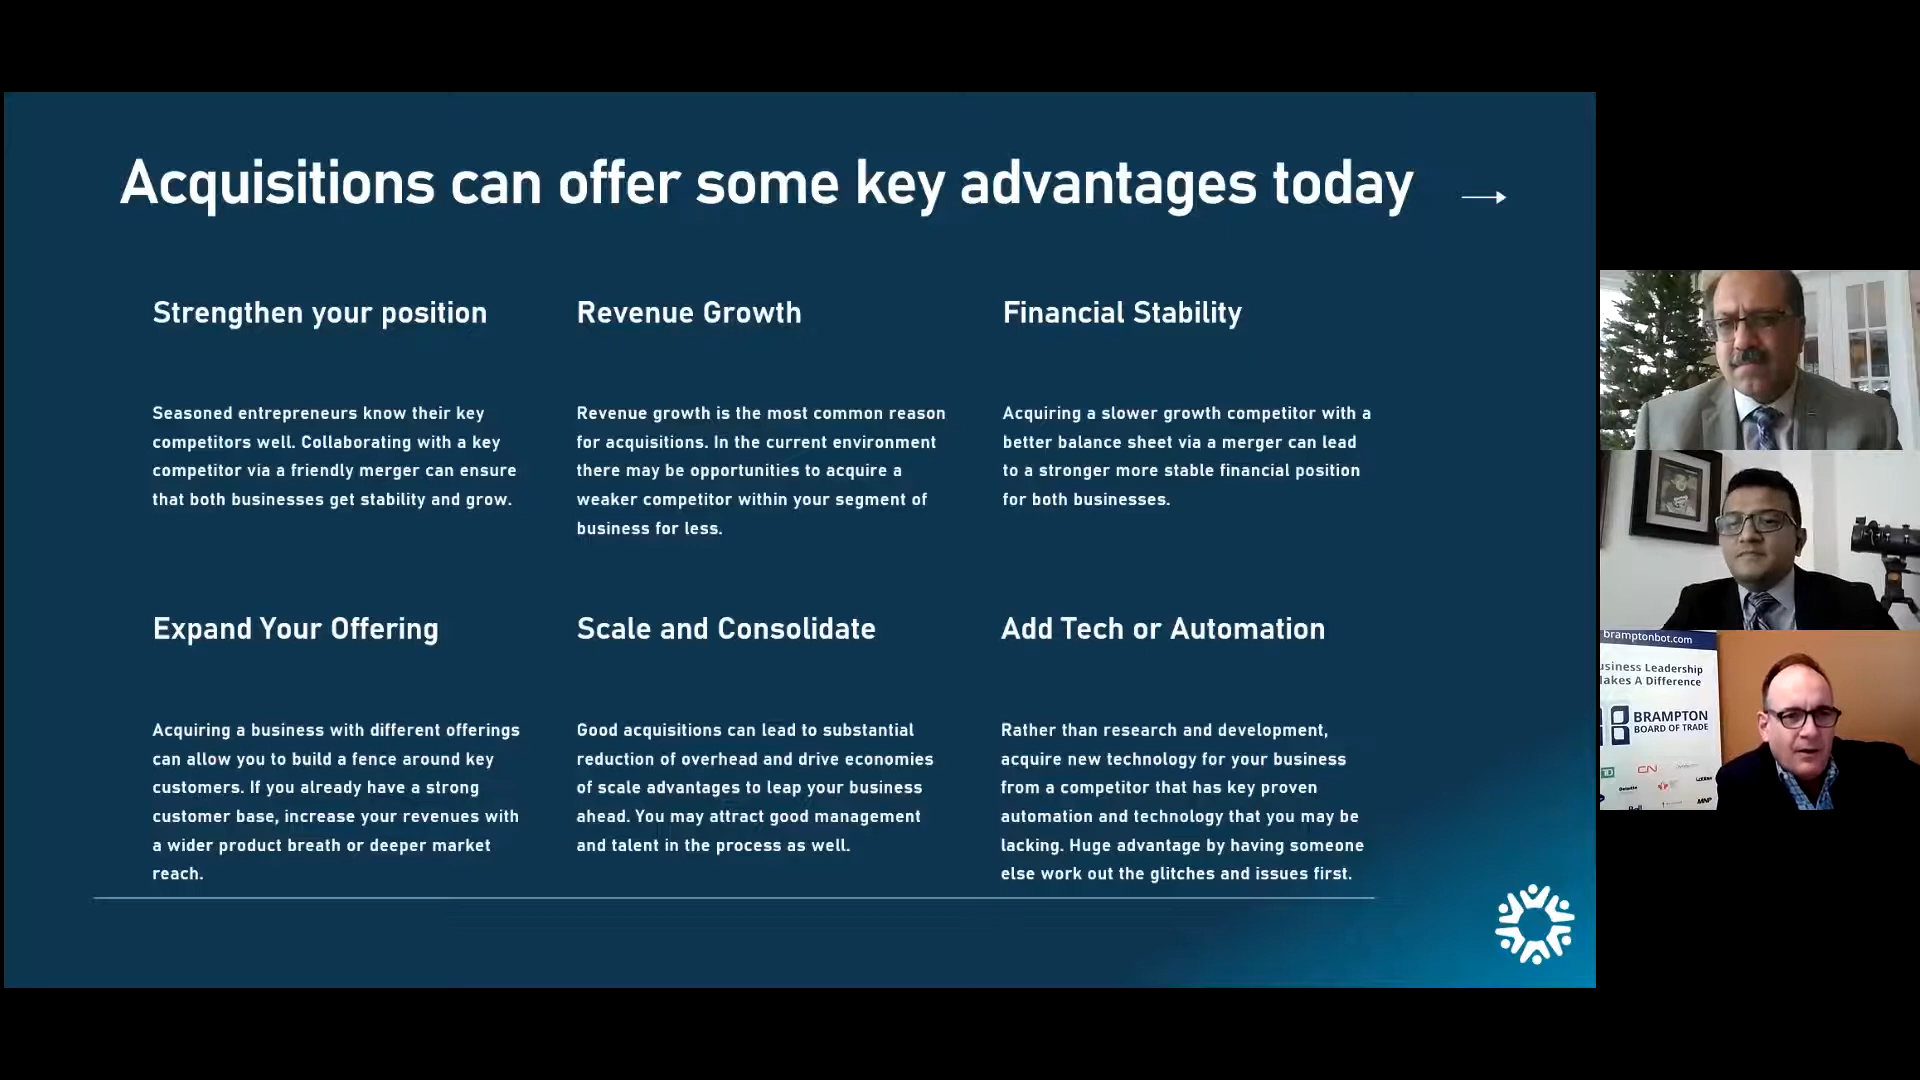 Acquisitions can offer some key advantages today
Strengthen your position
Seasoned entrepreneurs know their key
competitors well. Collaborating with a key
competitor via a friendly merger can ensure
that both businesses get stability and grow.
Revenue Growth
Revenue growth is the most common reason
for acquisitions. In the current environment
there may be opportunities to acquire a
weaker competitor within your segment of
business for less.
Financial Stability
Acquiring a slower growth competitor with a
better balance sheet via a merger can lead
to a stronger more stable financial position
for both businesses.
Expand Your Offering
Acquiring a business with different offerings
can allow you to build a fence around key
customers. If you already have a strong
customer base, increase your revenues with
a wider product breath or deeper market
reach.
Scale and Consolidate
Good acquisitions can lead to substantial
reduction of overhead and drive economies
of scale advantages to leap your business
ahead. You may attract good management
and talent in the process as well.
Add Tech or Automation
Rather than research and development,
acquire new technology for your business
from a competitor that has key proven
automation and technology that you may be
lacking. Huge advantage by having someone
else work out the glitches and issues first.
bramptonbot.com
usiness Leadership
akes A Difference
BRAMPTON
BOARD OF TRADE
CN
Deloitte
MNP